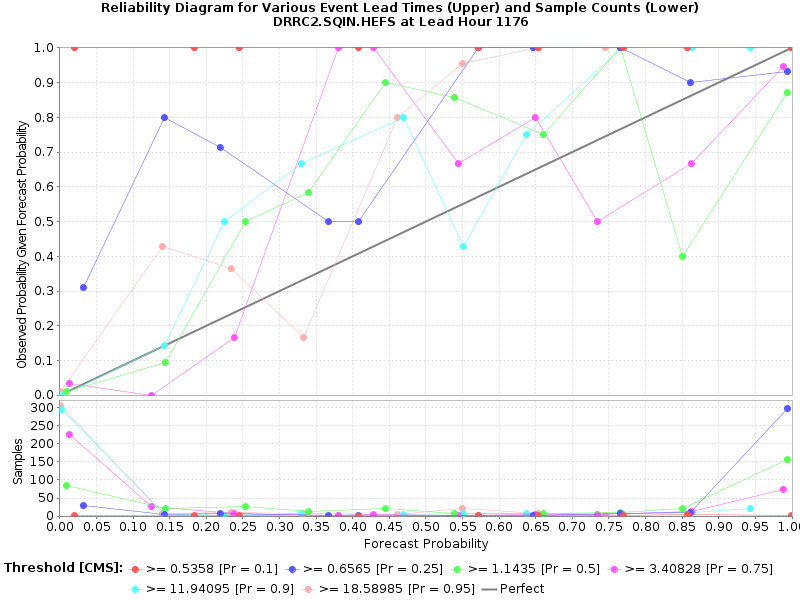 Reliability Diagram for Various Event Lead Times (Upper) and Sample Counts (Lower)
DRRC2.SQIN.HEFS at Lead Hour 1176
Observed Probability Given Forecast Probability
1.0
0.9
0.8
0.7
0.6
0.5
0.4
0.3
0.2
0.1
0.0
Samples
300
250
200
150
100
50
0
0.00 0.05 0.10 0.15 0.20 0.25 0.30 0.35 0.40 0.45 0.50 0.55 0.60 0.65 0.70 0.75 0.80 0.85 0.90 0.95 1.0
Forecast Probability
Threshold [CMS]: >= 0.5358 [Pr = 0.1] >= 0.6565 [Pr = 0.25] >= 1.1435 [Pr = 0.5] >= 3.40828 [Pr = 0.75]
>= 11.94095 [Pr = 0.9] >= 18.58985 [Pr = 0.95] Perfect